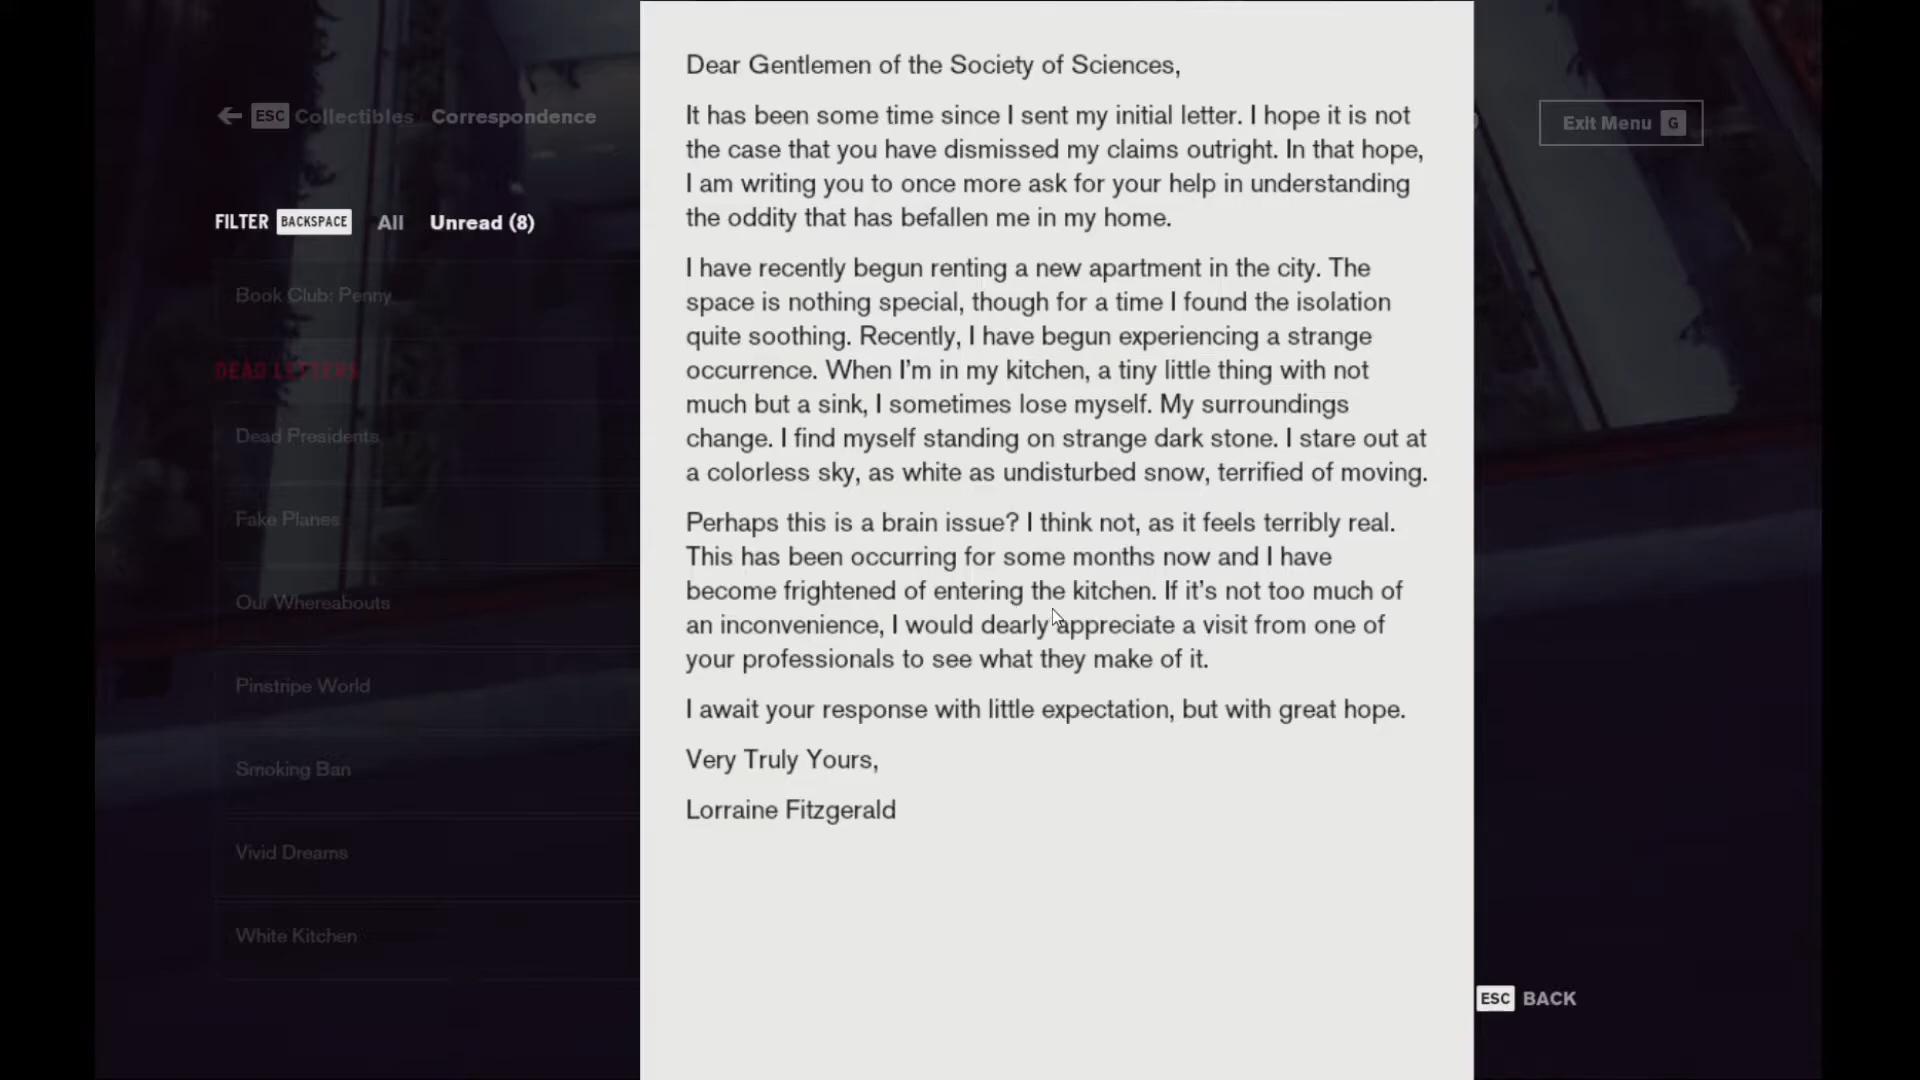 Dear Gentlemen of the Society of Sciences,
ESC Collectibles Correspondence
Exit Menu G
It has been some time since I sent my initial letter. I hope it is not
the case that you have dismissed my claims outright. In that hope,
I am writing you to once more ask for your help in understanding
the oddity that has befallen me in my home.
FILTER BACKSPACE All Unread (8)
I have recently begun renting a new apartment in the city. The
space is nothing special, though for a time I found the isolation
quite soothing. Recently, I have begun experiencing a strange
occurrence. When I'm in my kitchen, a tiny little thing with not
much but a sink, I sometimes lose myself. My surroundings
change. I find myself standing on strange dark stone. I stare out at
a colorless sky, as white as undisturbed snow, terrified of moving.
Perhaps this is a brain issue? I think not, as it feels terribly real.
This has been occurring for some months now and I have
become frightened of entering the kitchen. If it's not too much of
an inconvenience, I would dearly appreciate a visit from one of
your professionals to see what they make of it.
I await your response with little expectation, but with great hope.
Very Truly Yours,
Lorraine Fitzgerald
Book Club: Penny
DEAD LETTERS
Dead Presidents
Fake Planes
Our Whereabouts
Pinstripe World
Smoking Ban
Vivid Dreams
White Kitchen
ESC BACK